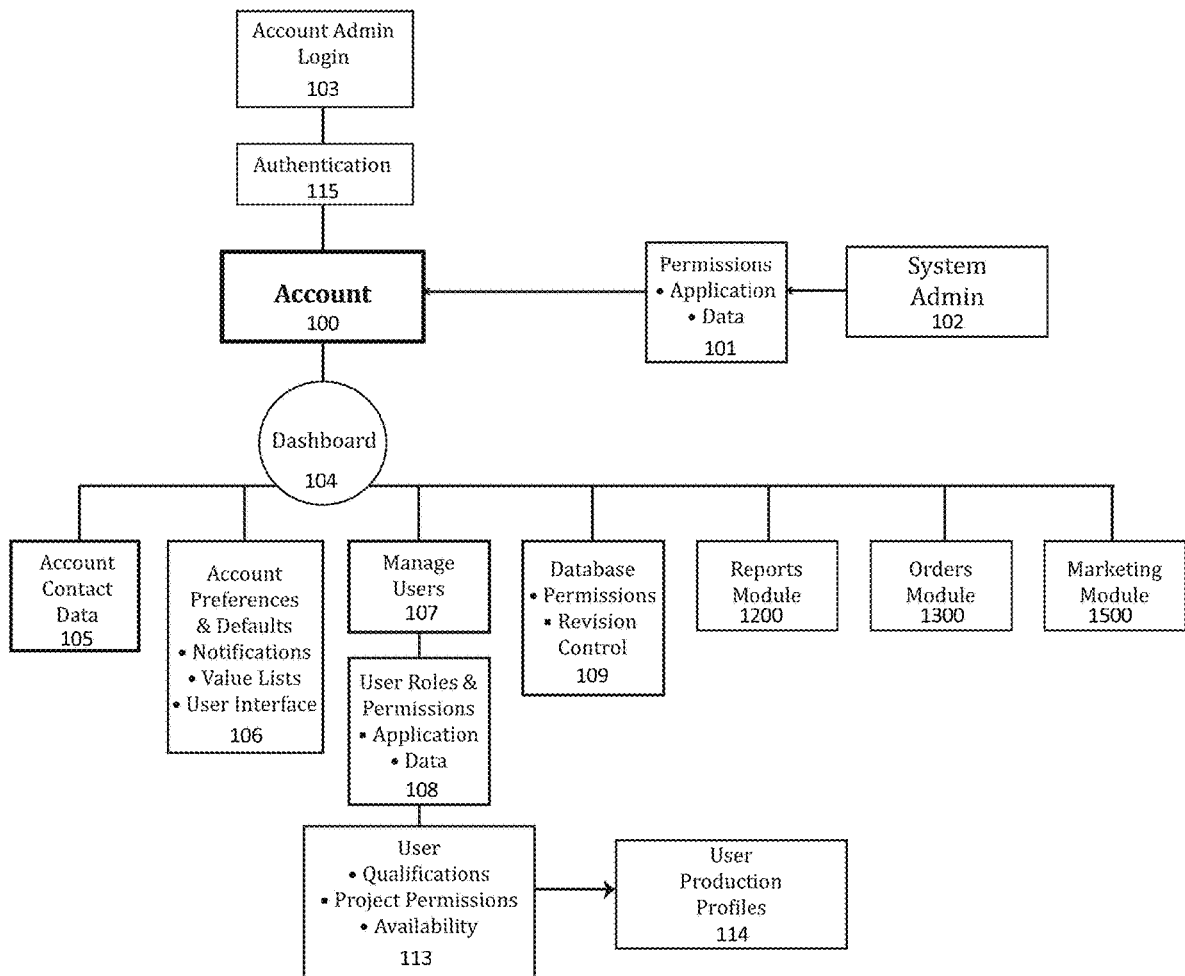 Account Admin
Login
103
Authentication
115
Account
100
Permissions
• Application
• Data
101
System
Admin
102
Dashboard
104
Account
Contact
Data
105
Account
Preferences
& Defaults
• Notifications
• Value Lists
• User Interface
106
Manage
Users
107
User Roles &
Permissions
• Application
• Data
108
Database
• Permissions
• Revision
Control
109
Reports
Module
1200
Orders
Module
1300
Marketing
Module
1500
User
• Qualifications
• Project Permissions
• Availability
113
User
Production
Profiles
114